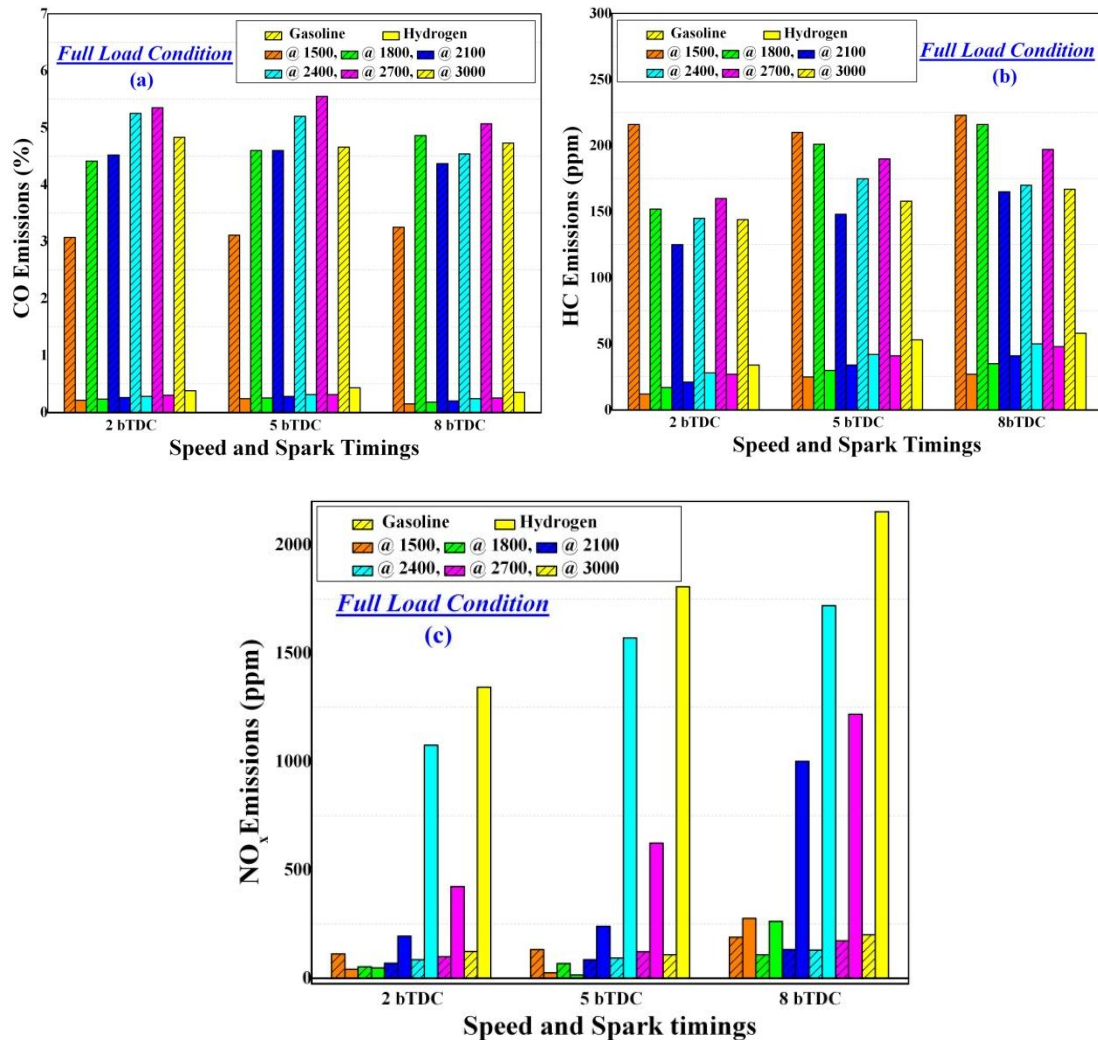 Full Load Condition
(a)
Gasoline Hydrogen
@ 1500, @ 1800, @ 2100
@ 2400, @ 2700, @ 3000
CO Emissions (%)
7
6
5
4
3
2
1
0
2 bTDC 5 bTDC 8 bTDC
Speed and Spark Timings
Gasoline Hydrogen
@ 1500, @ 1800, @ 2100
@ 2400, @ 2700, @ 3000
Full Load Condition
(b)
HC Emissions (ppm)
300
250
200
150
100
50
0
2 bTDC 5 bTDC 8bTDC
Speed and Spark Timings
Gasoline Hydrogen
@ 1500, @ 1800, @ 2100
@ 2400, @ 2700, @ 3000
Full Load Condition
(c)
NOx Emissions (ppm)
2000
1500
1000
500
0
2 bTDC 5 bTDC 8 bTDC
Speed and Spark timings